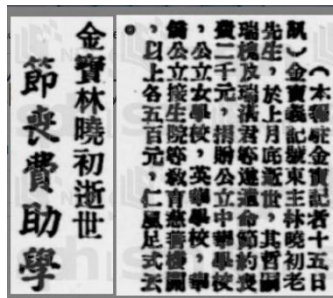 金寶林曉初逝世
節喪費助學
（本報駐金寶記者十五日
訊）金寶義記號東主林曉初老
先生，於上月底逝世，其哲嗣
瑞機及瑞漢君等遵遺命節約喪
費二千元，捐辦公立中華學校
，公立女學校，英華學校，華
僑公立接生院等教育慈善機關
，以上各五百元，仁風足式云
。